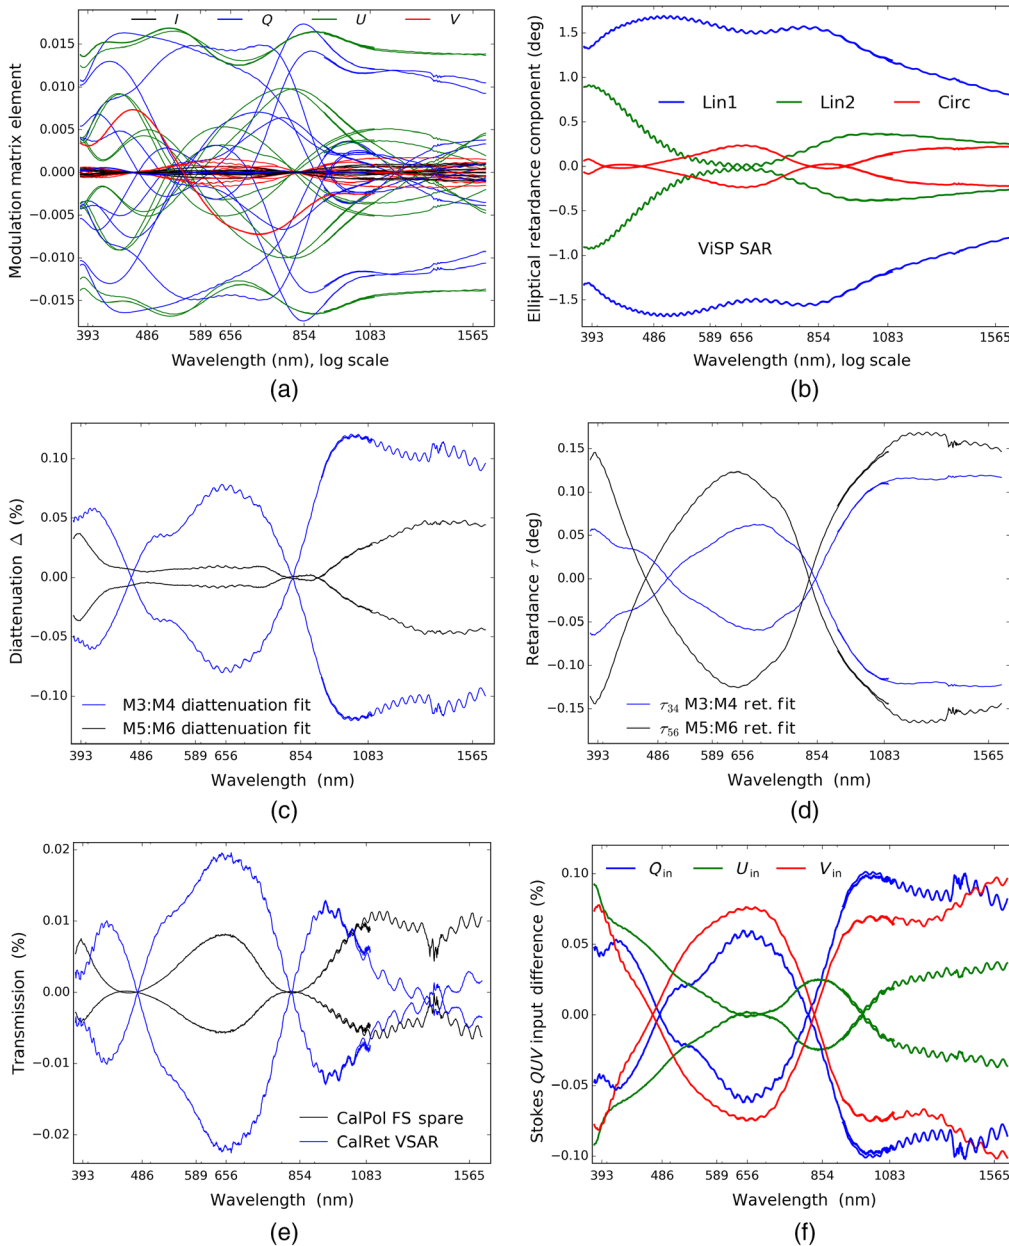 I Q U V
0.015
0.010
0.005
0.000
−0.005
−0.010
−0.015
Modulation matrix element
393 486 589 656 854 1083 1565
Wavelength (nm), log scale
(a)
1.5
1.0
0.5
0.0
−0.5
−1.0
−1.5
Elliptical retardance component (deg)
Lin1 Lin2 Circ
ViSP SAR
393 486 589 656 854 1083 1565
Wavelength (nm), log scale
(b)
0.10
0.05
0.00
−0.05
−0.10
Diattenuation Δ (%)
M3:M4 diattenuation fit
M5:M6 diattenuation fit
393 486 589 656 854 1083 1565
Wavelength (nm)
(c)
0.15
0.10
0.05
0.00
−0.05
−0.10
−0.15
Retardance τ (deg)
τ34 M3:M4 ret. fit
τ56 M5:M6 ret. fit
393 486 589 656 854 1083 1565
Wavelength (nm)
(d)
0.02
0.01
0.00
−0.01
−0.02
Transmission (%)
CalPol FS spare
CalRet VSAR
393 486 589 656 854 1083 1565
Wavelength (nm)
(e)
0.10
0.05
0.00
−0.05
−0.10
Stokes QUV input difference (%)
Qin Uin Vin
393 486 589 656 854 1083 1565
Wavelength (nm)
(f)